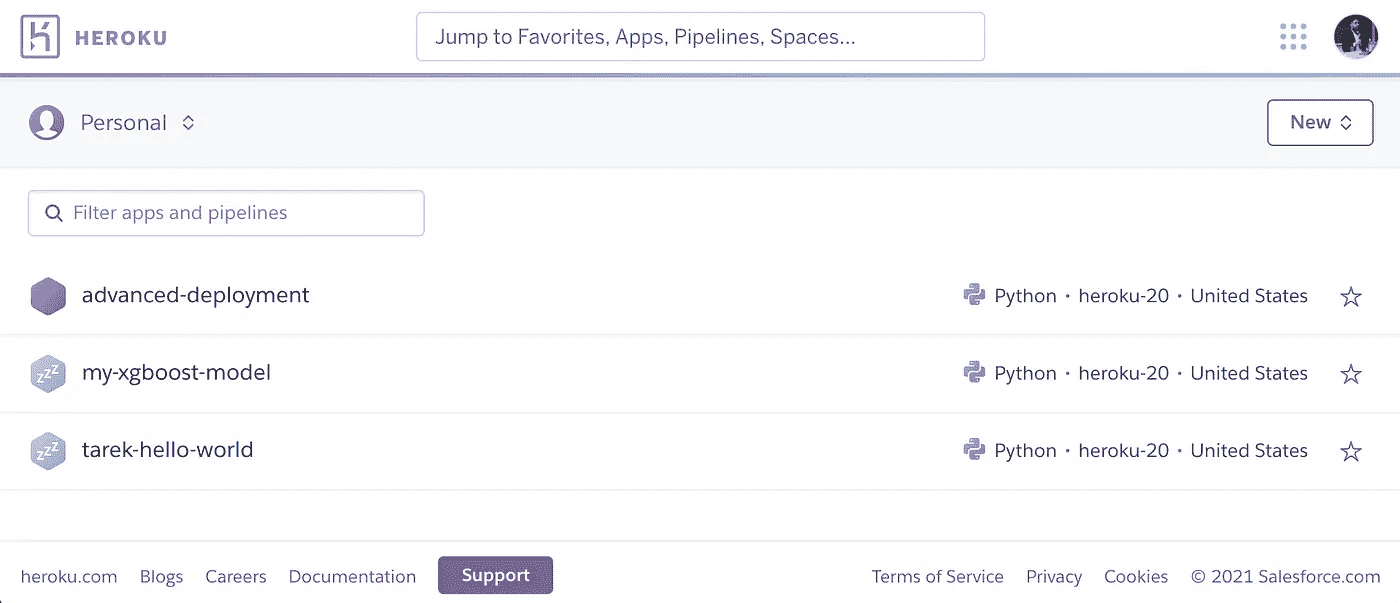 HEROKU
Jump to Favorites, Apps, Pipelines, Spaces...
Personal
New
Filter apps and pipelines
advanced-deployment
Python · heroku-20 · United States
zzz
my-xgboost-model
Python · heroku-20 · United States
zzz
tarek-hello-world
Python · heroku-20 · United States
heroku.com Blogs Careers Documentation Support Terms of Service Privacy Cookies © 2021 Salesforce.com